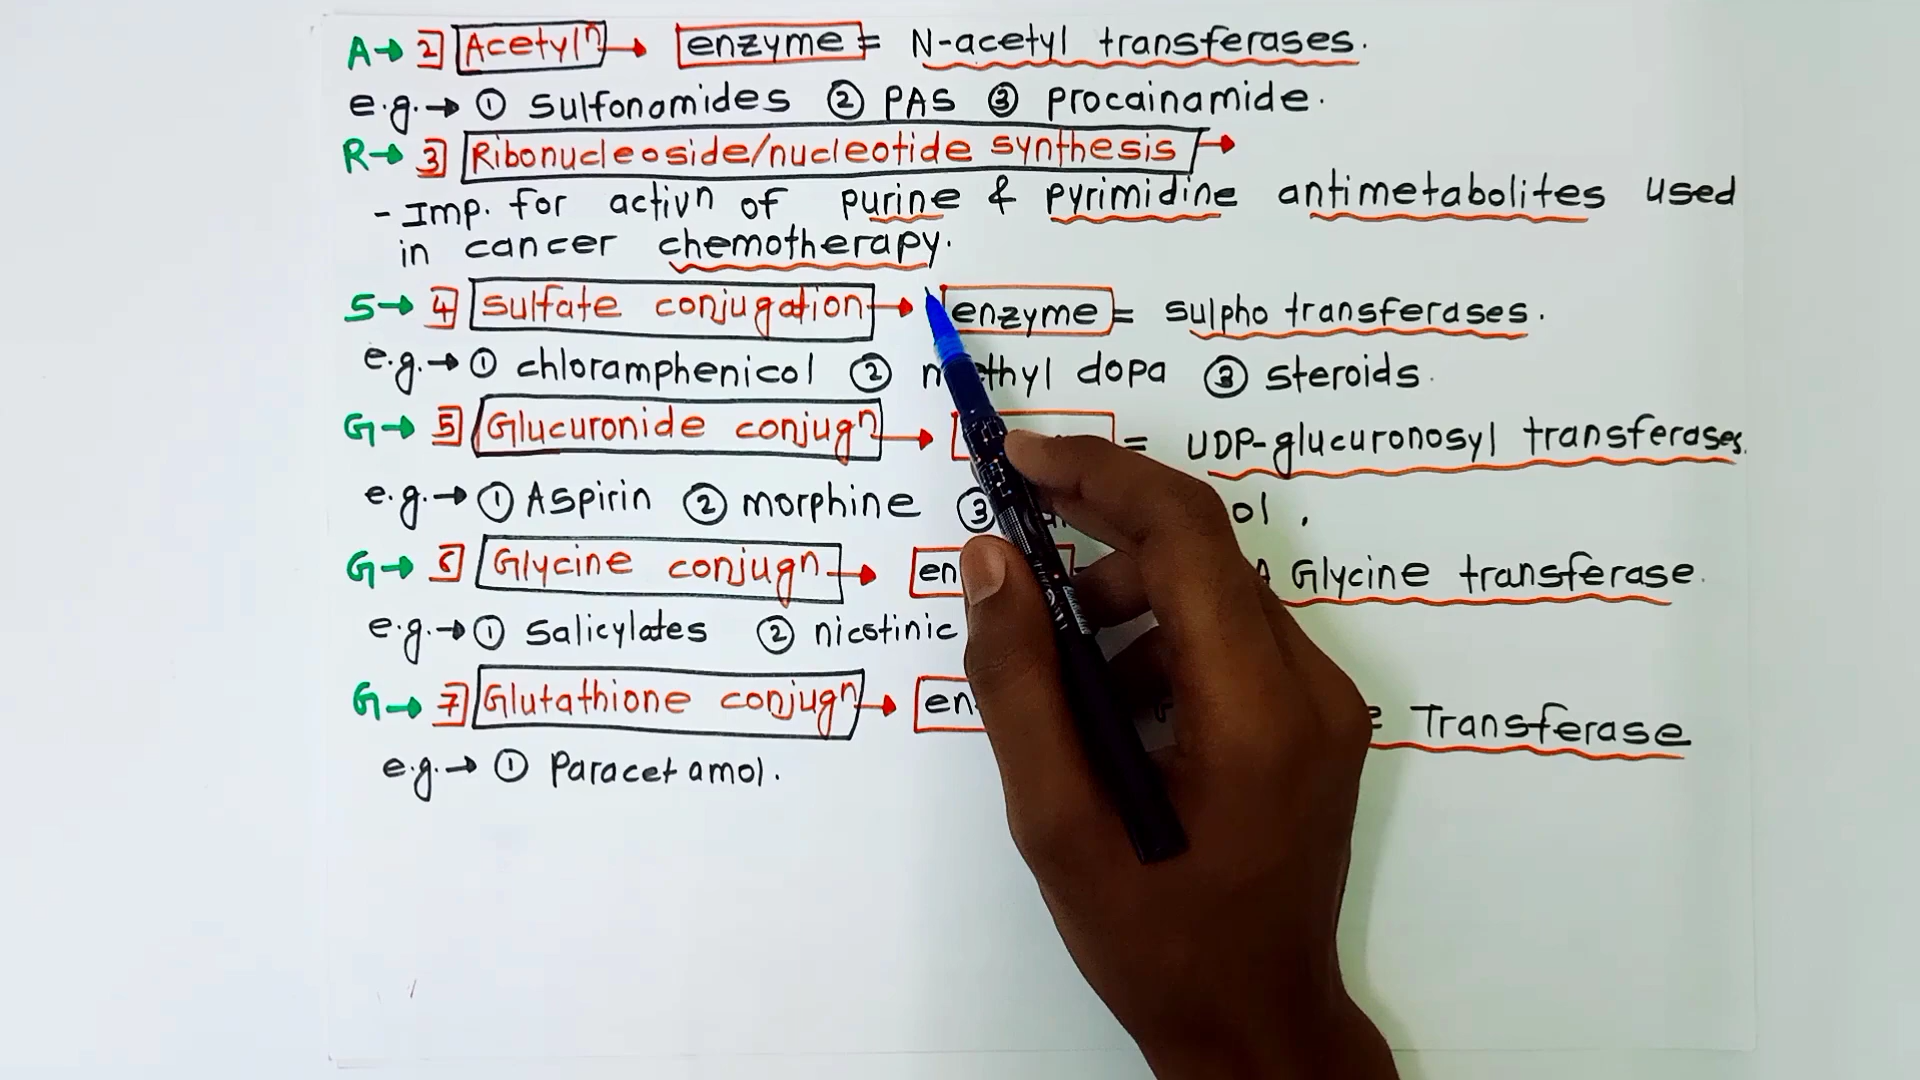 A→ 2 Acetyln → enzyme = N-acetyl transferases.
e.g.→ ① sulfonamides ② PAS ③ procainamide.
R→ 3 Ribonucleoside/nucleotide synthesis →
- Imp. for activn of purine & pyrimidine antimetabolites used
in cancer chemotherapy.
S→ 4 sulfate conjugation → enzyme = sulpho transferases.
e.g.→ ① chloramphenicol ② methyl dopa ③ steroids.
G→ 5 Glucuronide conjugn → = UDP-glucuronosyl transferases.
e.g.→ ① Aspirin ② morphine ③
G→ 6 Glycine conjugn → Glycine transferase.
e.g.→ ① salicylates ② nicotinic
G→ 7 Glutathione conjugn → Transferase
e.g.→ ① Paracetamol.